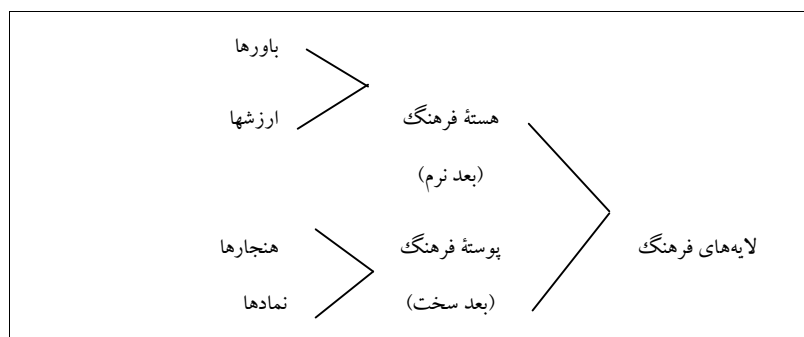 باورها
ارزشها
هستهٔ فرهنگ
(بعد نرم)
لایه‌های فرهنگ
پوستهٔ فرهنگ
هنجارها
(بعد سخت)
نمادها